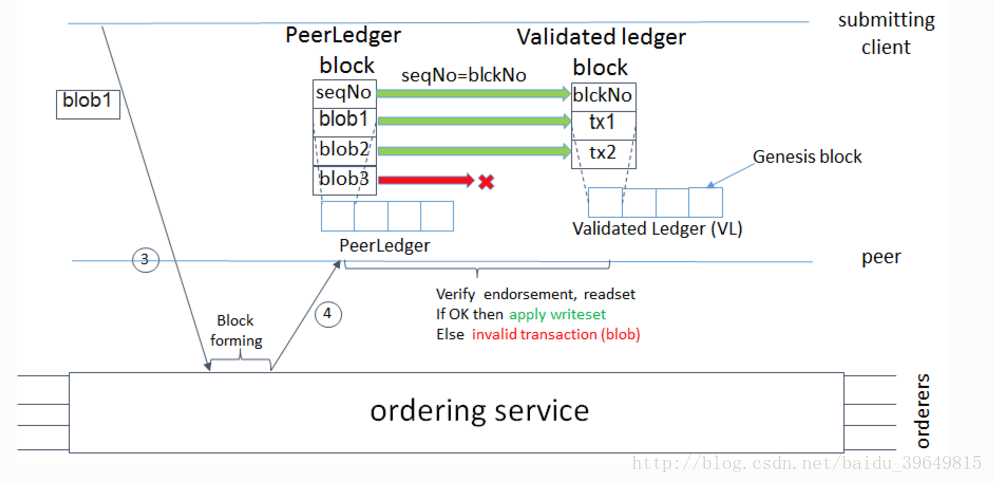 submitting
client
PeerLedger
block
Validated ledger
block
seqNo=blckNo
seqNo
blob1
blob2
blob3
blckNo
tx1
tx2
blob1
Genesis block
PeerLedger
Validated Ledger (VL)
3
peer
4
Verify endorsement, readset
If OK then apply writeset
Else invalid transaction (blob)
Block
forming
ordering service
orderers
http://blog.csdn.net/baidu_39649815